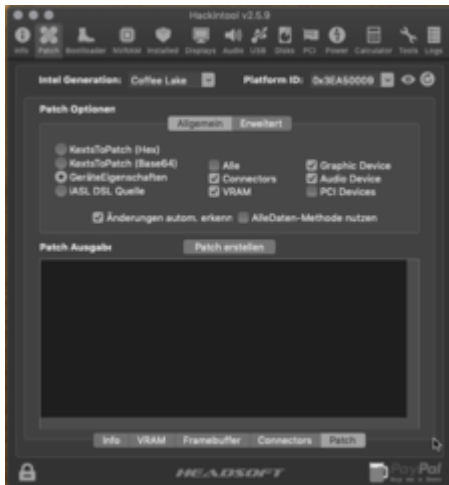 Hackintool v2.5.9
Info Patch Bootloader NVRAM Installed Displays Audio USB Disks PCI Power Calculator Tools Logs
Intel Generation: Coffee Lake Platform ID: 0x3EA50009
Patch Optionen
Allgemein Erweitert
KextsToPatch (Hex)
KextsToPatch (Base64)
GeräteEigenschaften
iASL DSL Quelle
Alle
Connectors
VRAM
Graphic Device
Audio Device
PCI Devices
Änderungen autom. erkenn AlleDaten-Methode nutzen
Patch Ausgabe Patch erstellen
Info VRAM Framebuffer Connectors Patch
HEADSOFT
PayPal